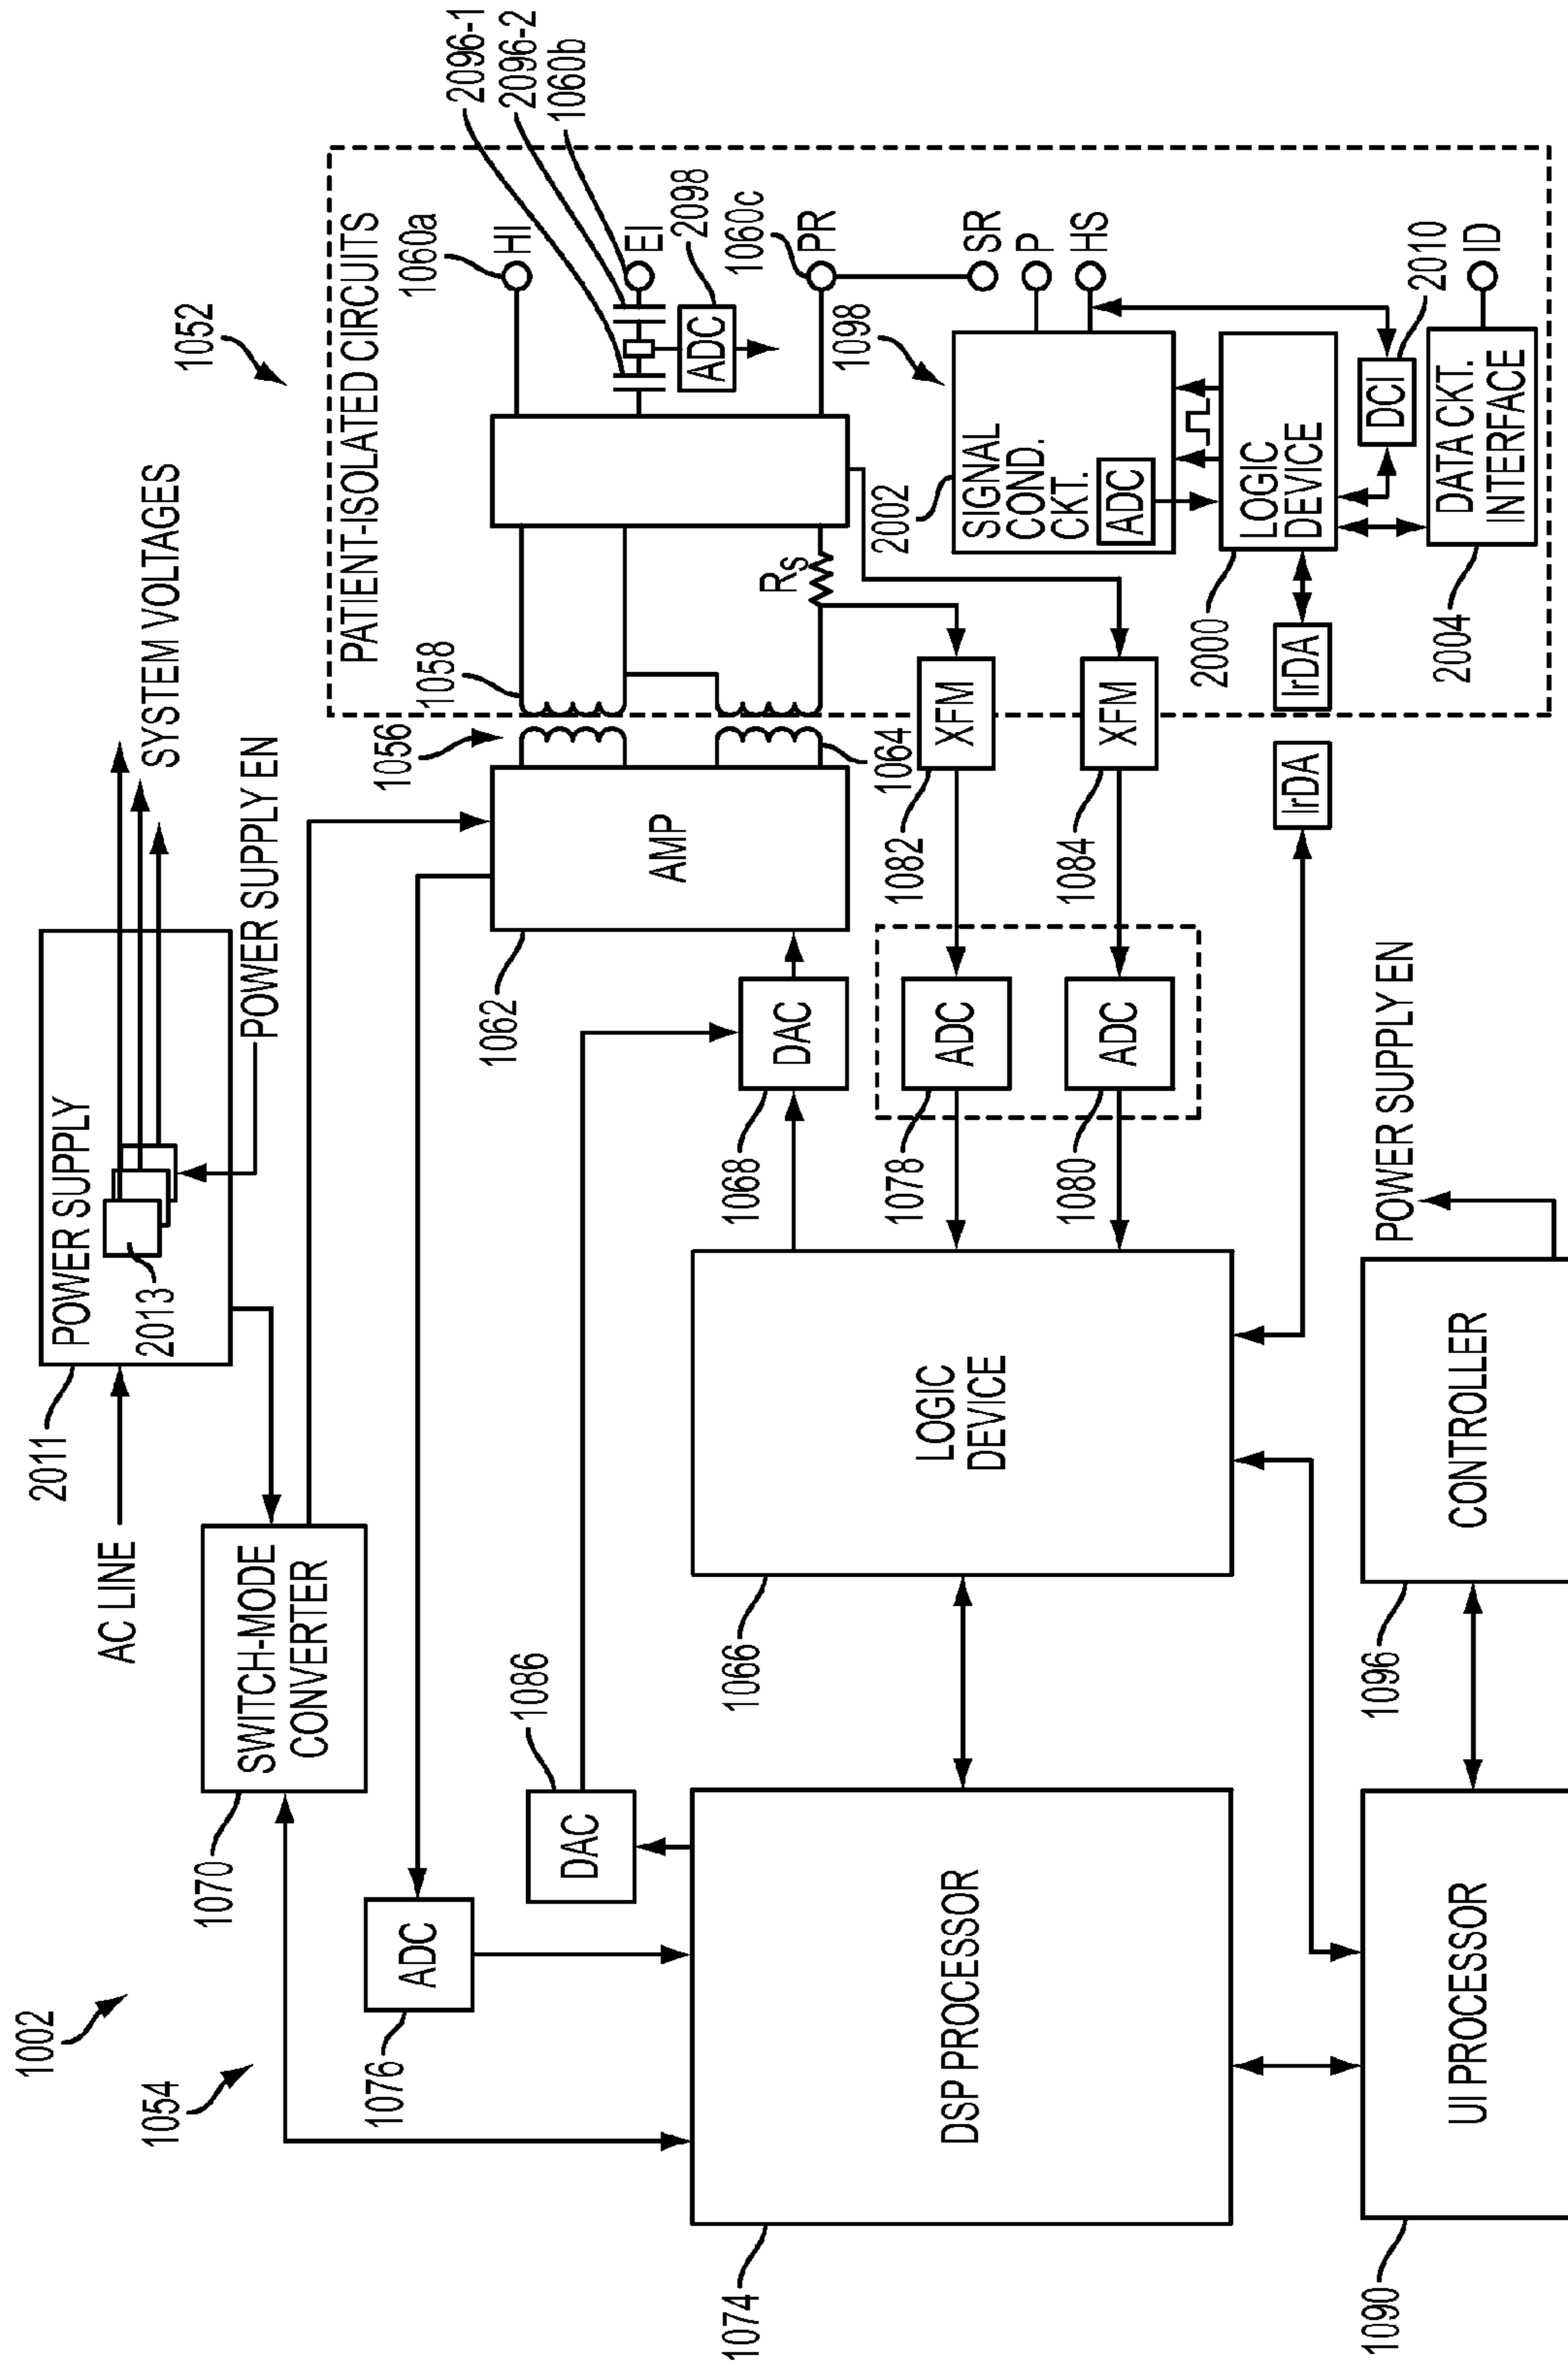 1002
1054
1052
AC LINE
2011
POWER SUPPLY
2013
SYSTEM VOLTAGES
POWER SUPPLY EN
1070
SWITCH-MODE
CONVERTER
1076
ADC
1086
DAC
1062
AMP
1056
1058
1064
PATIENT-ISOLATED CIRCUITS
1060a
HI
2096-1
2096-2
1060b
EI
ADC
2098
1060c
PR
RS
SR
P
HS
1098
2002
SIGNAL
COND.
CKT.
ADC
1068
DAC
1078
ADC
1082
XFM
1080
ADC
1084
XFM
2000
LOGIC
DEVICE
DCI
2010
IrDA
IrDA
2004
DATA CKT.
INTERFACE
ID
1074
DSP PROCESSOR
1066
LOGIC
DEVICE
1090
UI PROCESSOR
1096
CONTROLLER
POWER SUPPLY EN